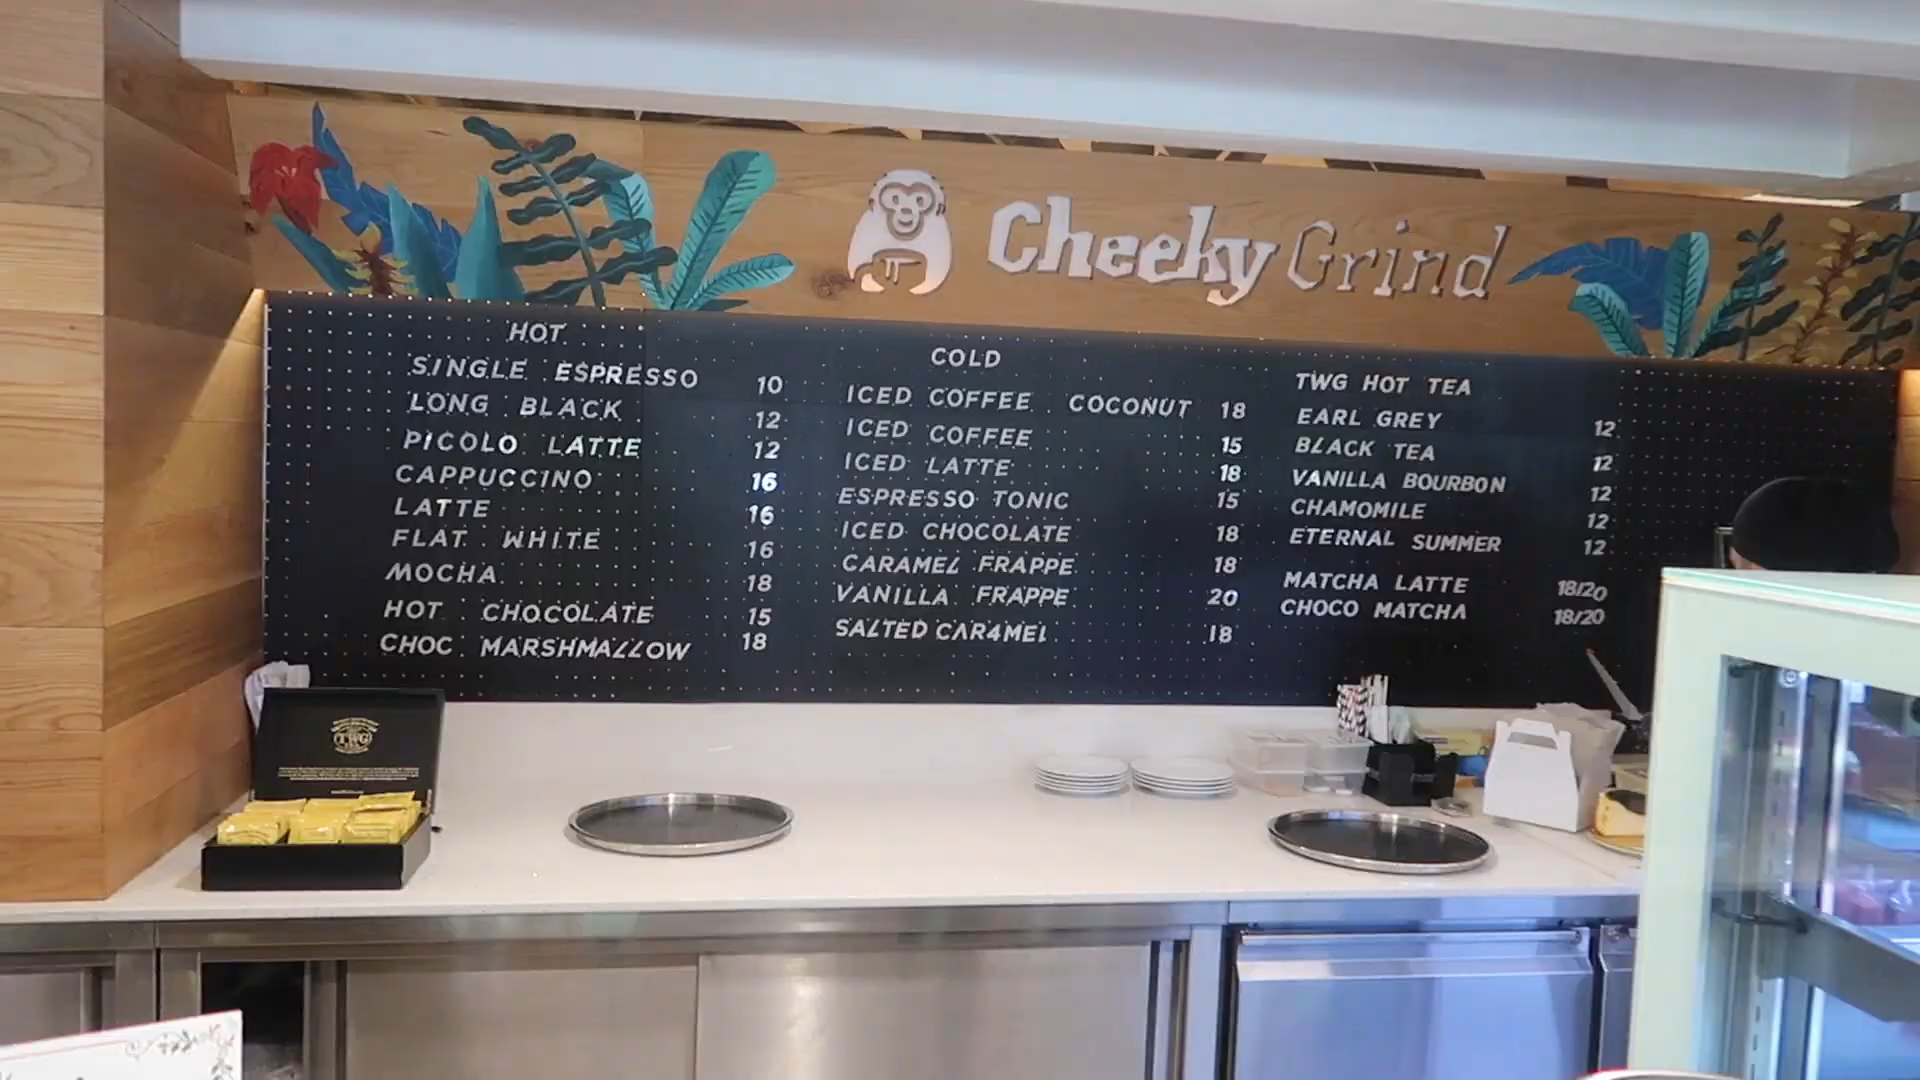 Cheeky Grind
HOT
SINGLE ESPRESSO 10
LONG BLACK 12
PICOLO LATTE 12
CAPPUCCINO 16
LATTE 16
FLAT WHITE 16
MOCHA 18
HOT CHOCOLATE 15
CHOC MARSHMALLOW 18
COLD
ICED COFFEE COCONUT 18
ICED COFFEE 15
ICED LATTE 18
ESPRESSO TONIC 15
ICED CHOCOLATE 18
CARAMEL FRAPPE 18
VANILLA FRAPPE 20
SALTED CAR4MEL 18
TWG HOT TEA
EARL GREY 12
BLACK TEA 12
VANILLA BOURBON 12
CHAMOMILE 12
ETERNAL SUMMER 12
MATCHA LATTE 18/20
CHOCO MATCHA 18/20
TWG